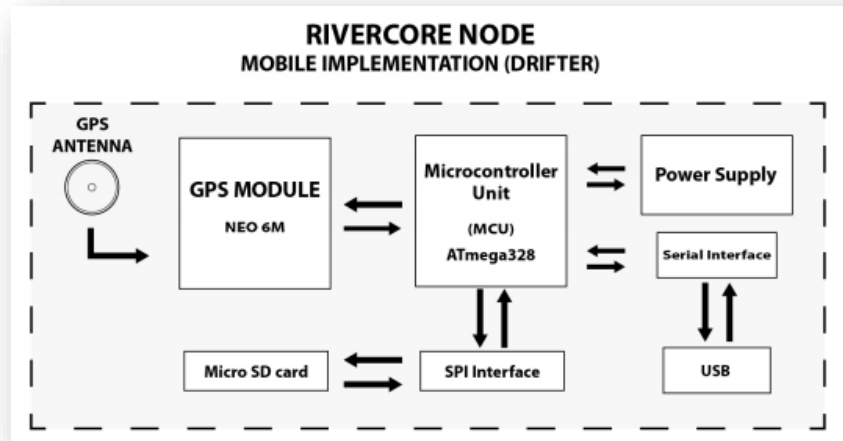 RIVERCORE NODE
MOBILE IMPLEMENTATION (DRIFTER)
GPS
ANTENNA
GPS MODULE
NEO 6M
Microcontroller
Unit
(MCU)
ATmega328
Power Supply
Serial Interface
Micro SD card
SPI Interface
USB